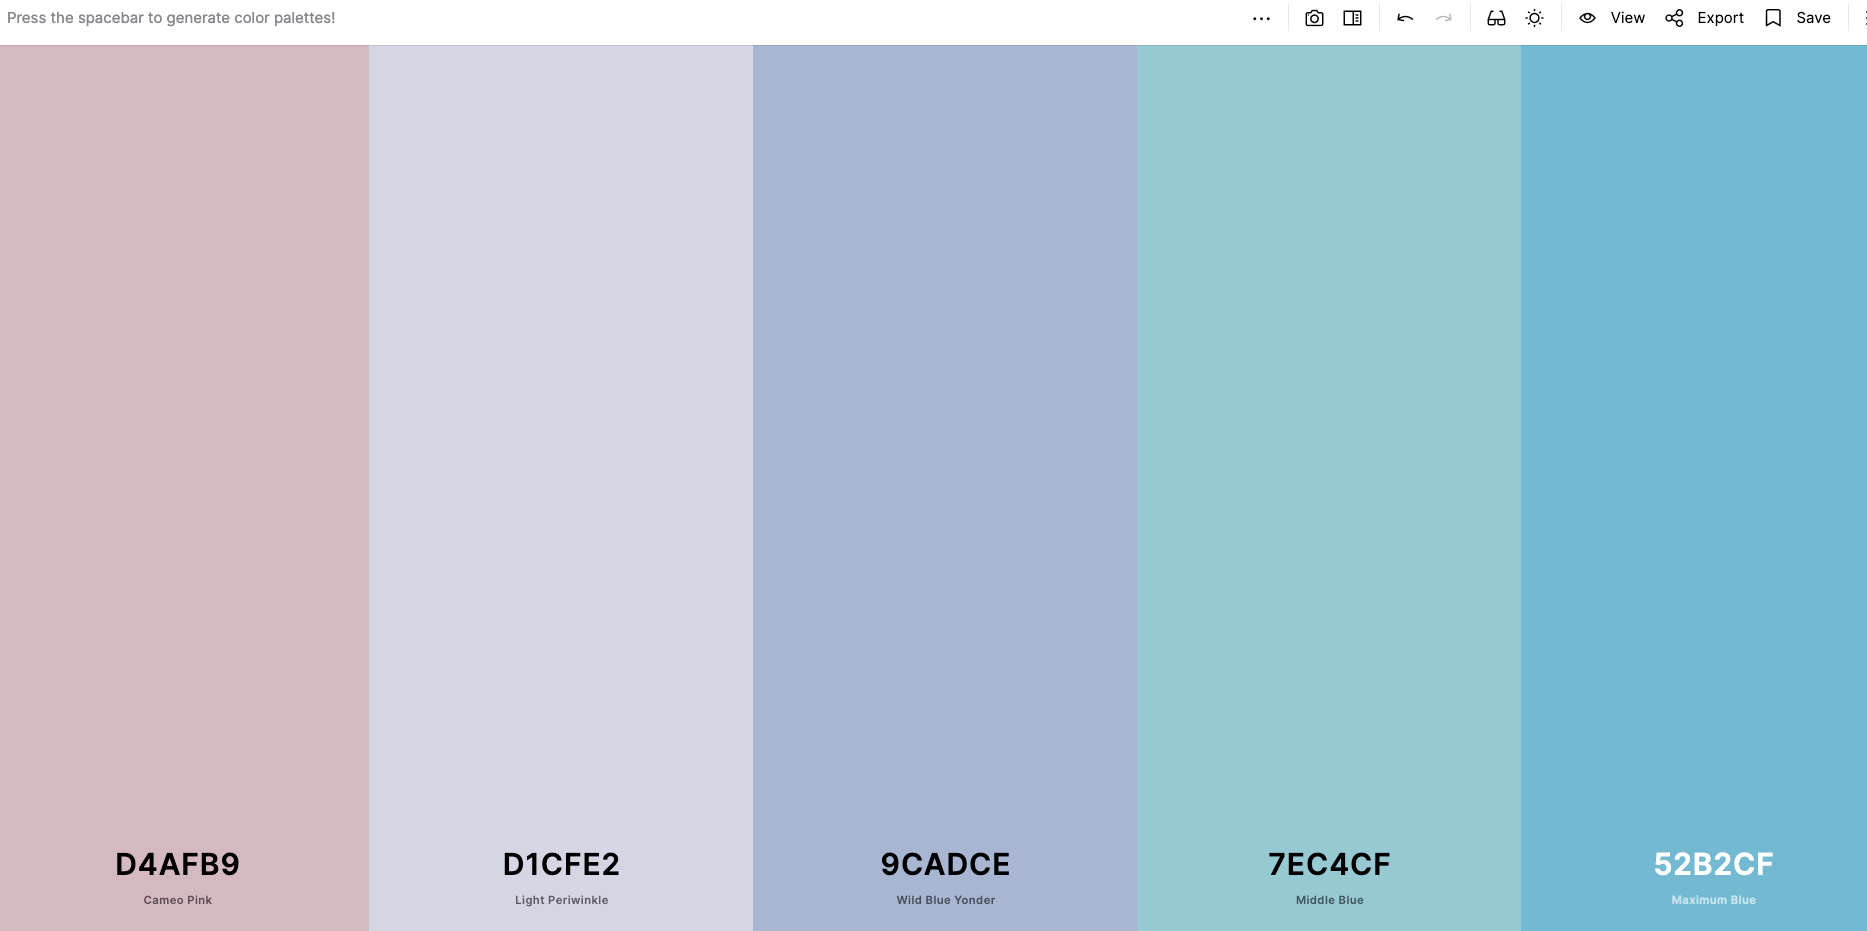 Press the spacebar to generate color palettes!
View Export Save
D4AFB9
Cameo Pink
D1CFE2
Light Periwinkle
9CADCE
Wild Blue Yonder
7EC4CF
Middle Blue
52B2CF
Maximum Blue